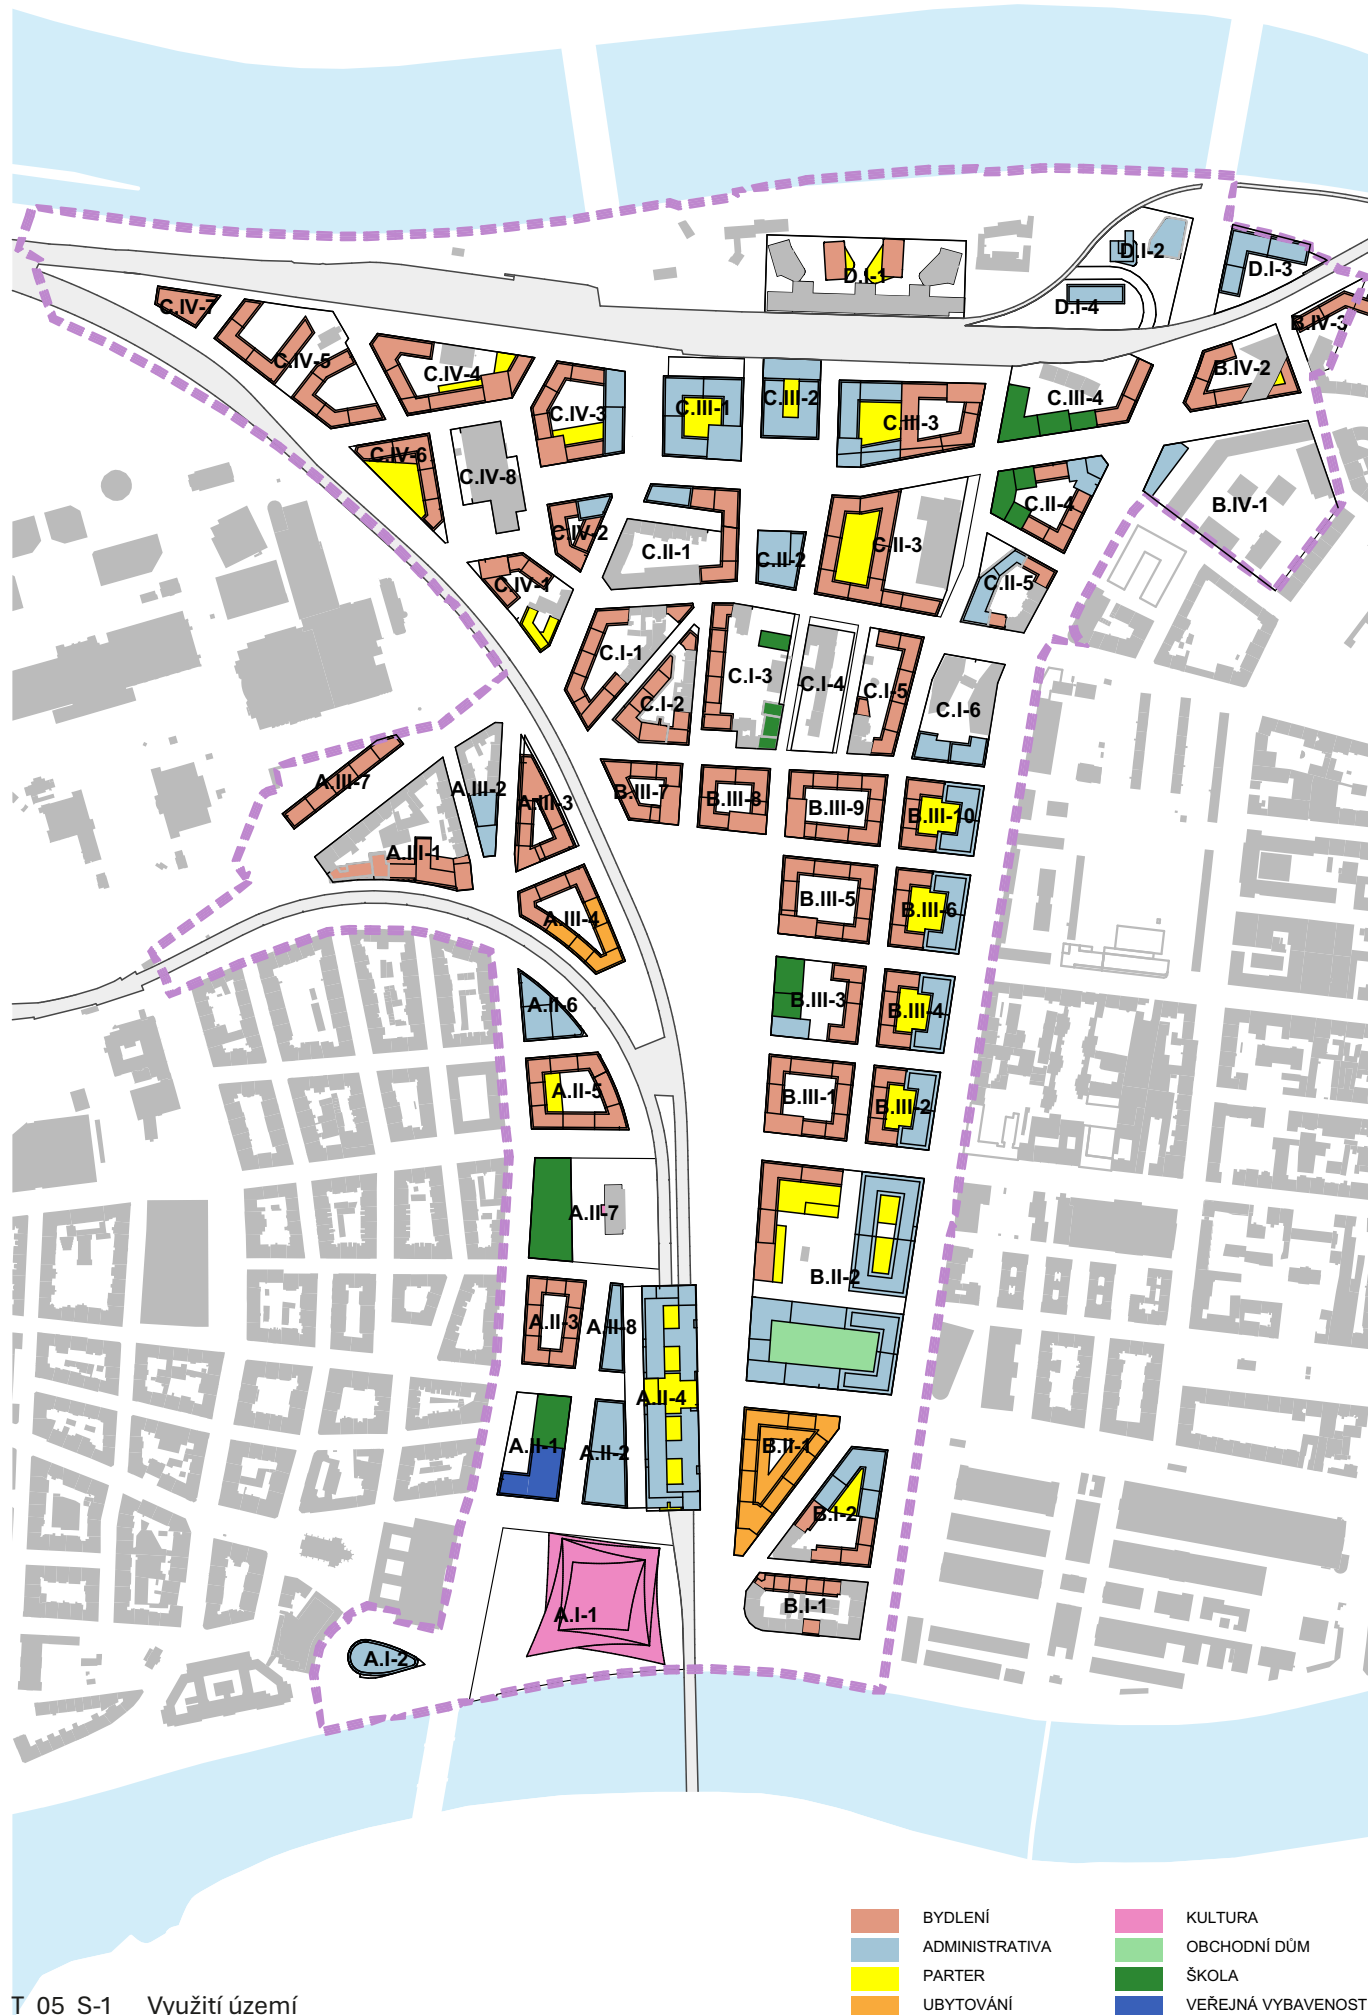 D.I-2
D.I-3
D.I-1
D.I-4
C.IV-7
B.IV-3
C.IV-5
C.IV-4
B.IV-2
C.III-1
C.III-2
C.III-4
C.IV-3
C.III-3
C.IV-6
C.IV-8
B.IV-1
C.II-4
C.IV-2
C.II-1
C.II-2
C.II-3
C.IV-1
C.II-5
C.I-1
C.I-3
C.I-4
C.I-5
C.I-2
C.I-6
A.III-7
A.III-2
A.III-3
B.III-7
B.III-8
B.III-9
B.III-10
A.III-1
B.III-5
A.III-4
B.III-6
A.II-6
B.III-3
B.III-4
A.II-5
B.III-1
B.III-2
A.II-7
B.II-2
A.II-3
A.II-8
A.II-4
A.II-1
A.II-2
B.II-1
B.I-2
A.I-1
B.I-1
A.I-2
BYDLENÍ
ADMINISTRATIVA
PARTER
UBYTOVÁNÍ
KULTURA
OBCHODNÍ DŮM
ŠKOLA
VEŘEJNÁ VYBAVENOST
T_05_S-1 Využití území